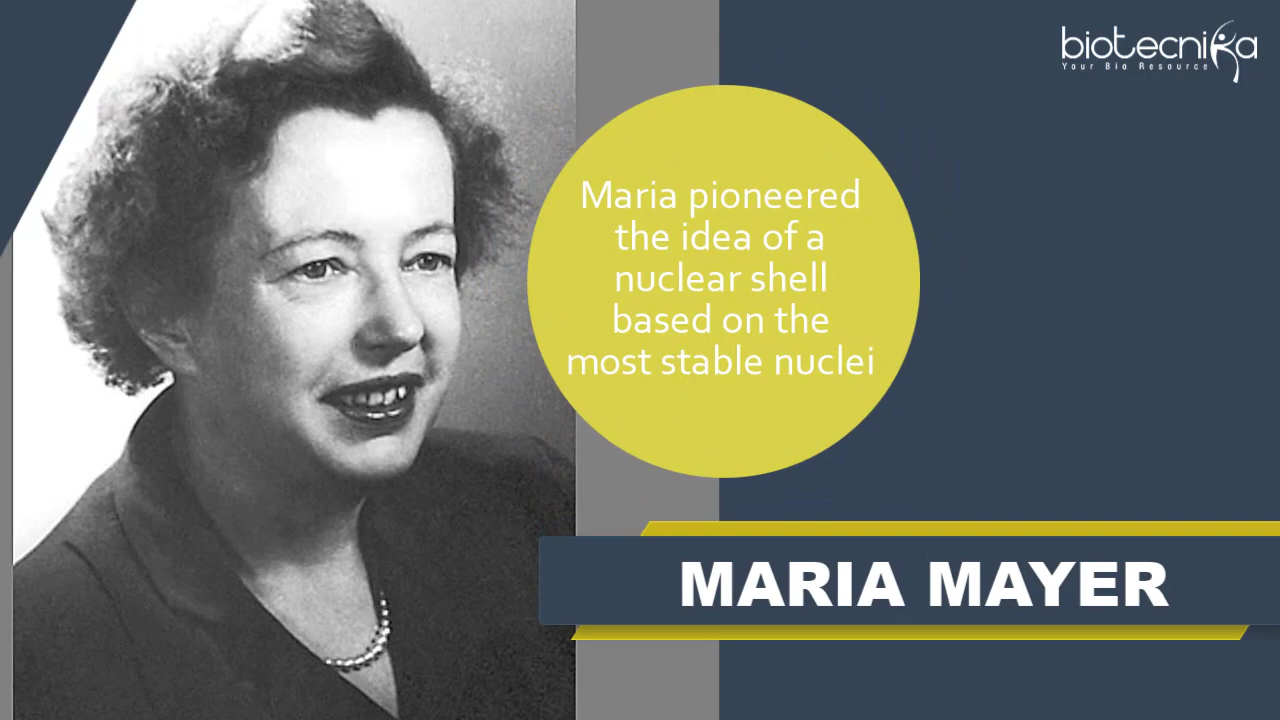 biotecnika
Your Bio Resource
Maria pioneered
the idea of a
nuclear shell
based on the
most stable nuclei
MARIA MAYER